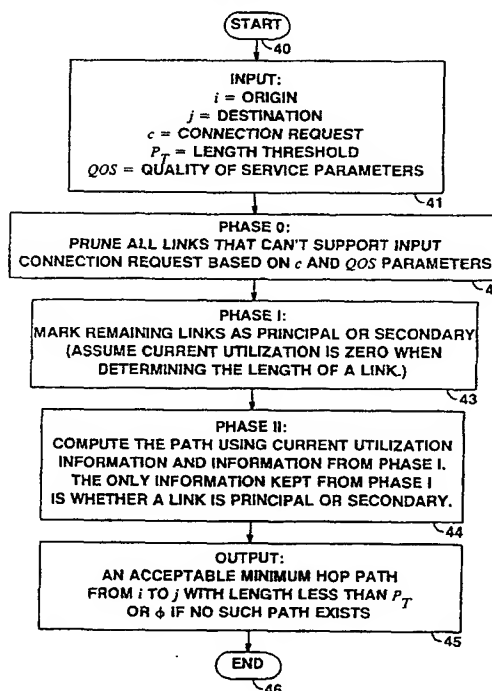 START
40
INPUT:
i = ORIGIN
j = DESTINATION
c = CONNECTION REQUEST
P_T = LENGTH THRESHOLD
QOS = QUALITY OF SERVICE PARAMETERS
41
PHASE 0:
PRUNE ALL LINKS THAT CAN'T SUPPORT INPUT
CONNECTION REQUEST BASED ON c AND QOS PARAMETERS
4
PHASE I:
MARK REMAINING LINKS AS PRINCIPAL OR SECONDARY
(ASSUME CURRENT UTILIZATION IS ZERO WHEN
DETERMINING THE LENGTH OF A LINK.)
43
PHASE II:
COMPUTE THE PATH USING CURRENT UTILIZATION
INFORMATION AND INFORMATION FROM PHASE I.
THE ONLY INFORMATION KEPT FROM PHASE I
IS WHETHER A LINK IS PRINCIPAL OR SECONDARY.
44
OUTPUT:
AN ACCEPTABLE MINIMUM HOP PATH
FROM i TO j WITH LENGTH LESS THAN P_T
OR ϕ IF NO SUCH PATH EXISTS
45
END
46